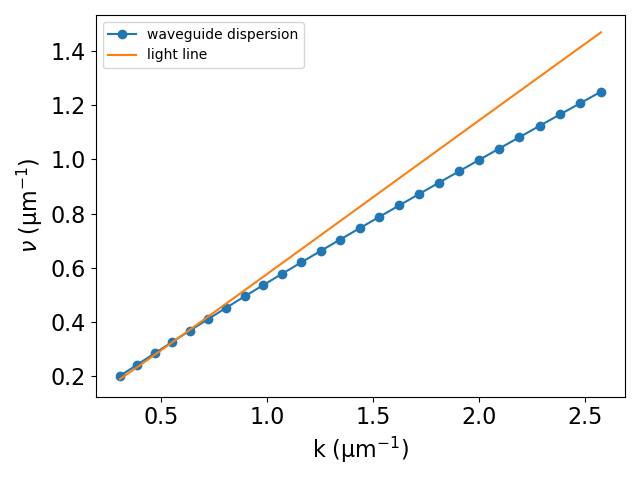 waveguide dispersion
light line
1.4
1.2
1.0
0.8
0.6
0.4
0.2
ν (μm⁻¹)
0.5 1.0 1.5 2.0 2.5
k (μm⁻¹)